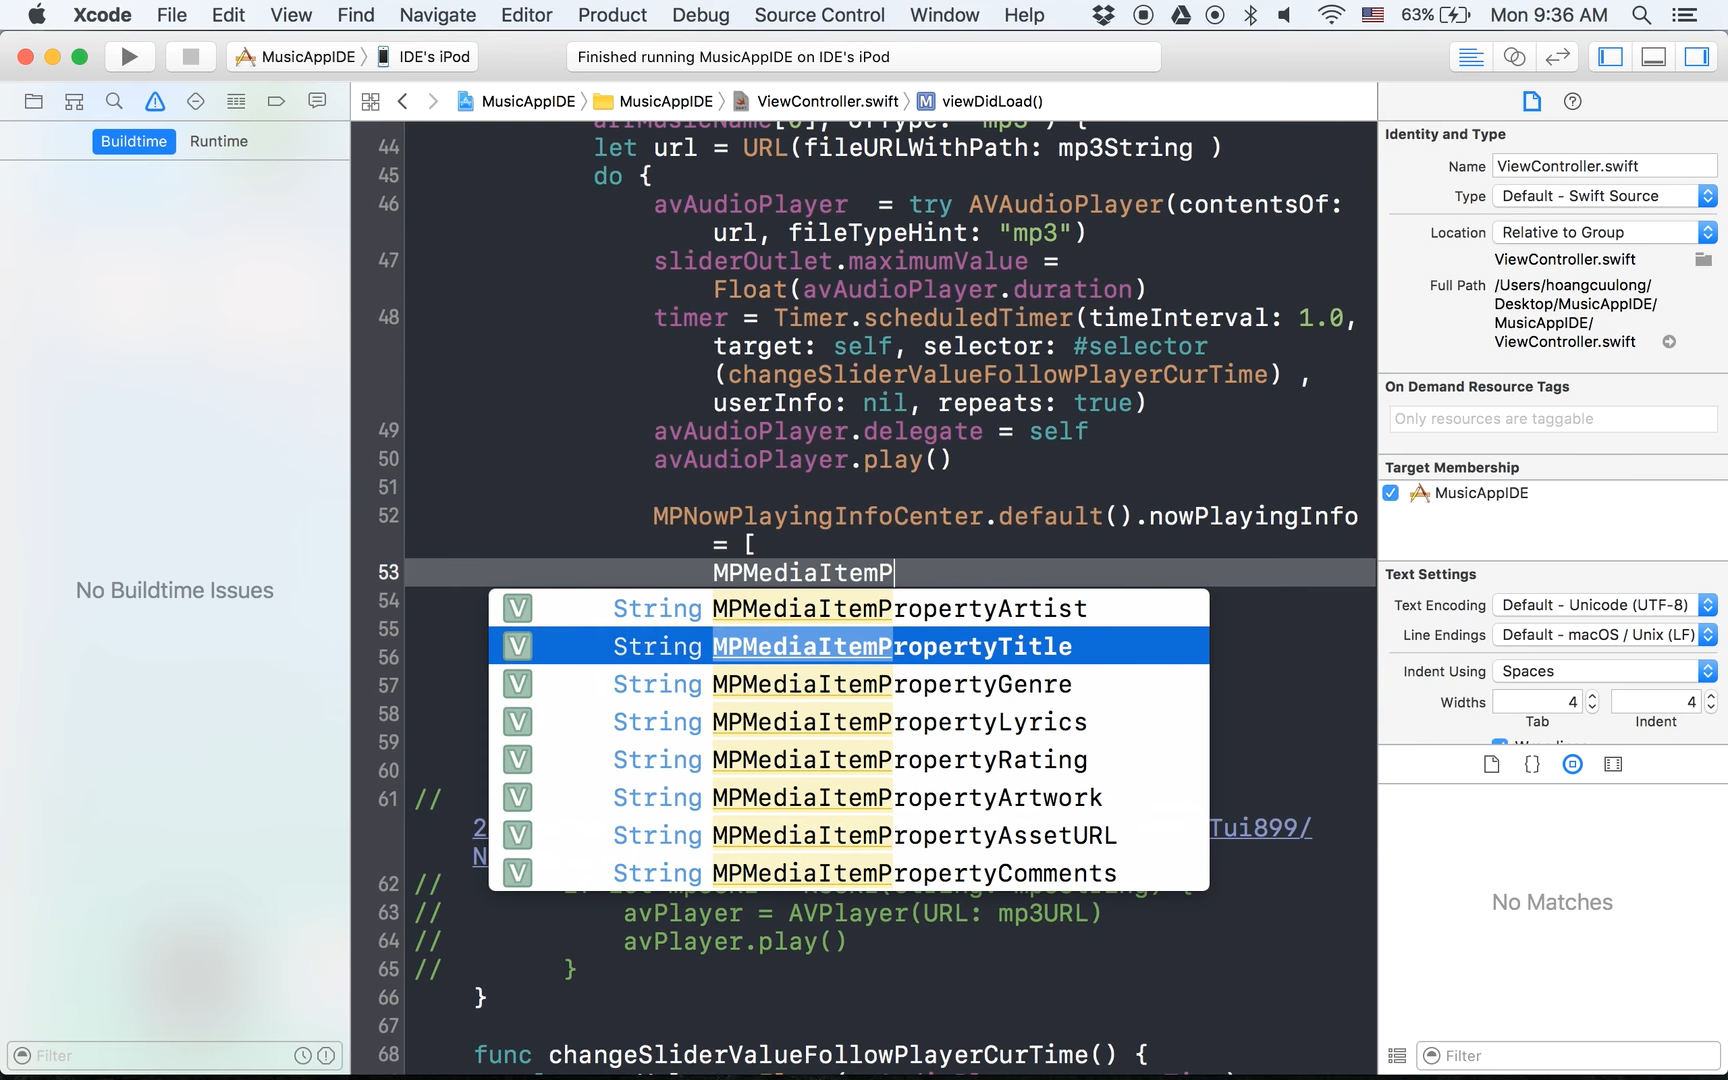 Xcode File Edit View Find Navigate Editor Product Debug Source Control Window Help 63% Mon 9:36 AM
MusicAppIDE IDE's iPod Finished running MusicAppIDE on IDE's iPod
MusicAppIDE MusicAppIDE ViewController.swift M viewDidLoad()
Buildtime Runtime
No Buildtime Issues
Filter
44 let url = URL(fileURLWithPath: mp3String )
45 do {
46 avAudioPlayer = try AVAudioPlayer(contentsOf:
url, fileTypeHint: "mp3")
47 sliderOutlet.maximumValue =
Float(avAudioPlayer.duration)
48 timer = Timer.scheduledTimer(timeInterval: 1.0,
target: self, selector: #selector
(changeSliderValueFollowPlayerCurTime) ,
userInfo: nil, repeats: true)
49 avAudioPlayer.delegate = self
50 avAudioPlayer.play()
51
52 MPNowPlayingInfoCenter.default().nowPlayingInfo
= [
53 MPMediaItemP
54
55
56
57
58
59
60
V String MPMediaItemPropertyArtist
V String MPMediaItemPropertyTitle
V String MPMediaItemPropertyGenre
V String MPMediaItemPropertyLyrics
V String MPMediaItemPropertyRating
V String MPMediaItemPropertyArtwork
V String MPMediaItemPropertyAssetURL
V String MPMediaItemPropertyComments
61 //
2 Tui899/
N
62 //
63 // avPlayer = AVPlayer(URL: mp3URL)
64 // avPlayer.play()
65 // }
66 }
67
68 func changeSliderValueFollowPlayerCurTime() {
Identity and Type
Name ViewController.swift
Type Default - Swift Source
Location Relative to Group
ViewController.swift
Full Path /Users/hoangcuulong/
Desktop/MusicAppIDE/
MusicAppIDE/
ViewController.swift
On Demand Resource Tags
Only resources are taggable
Target Membership
MusicAppIDE
Text Settings
Text Encoding Default - Unicode (UTF-8)
Line Endings Default - macOS / Unix (LF)
Indent Using Spaces
Widths 4 4
Tab Indent
No Matches
Filter